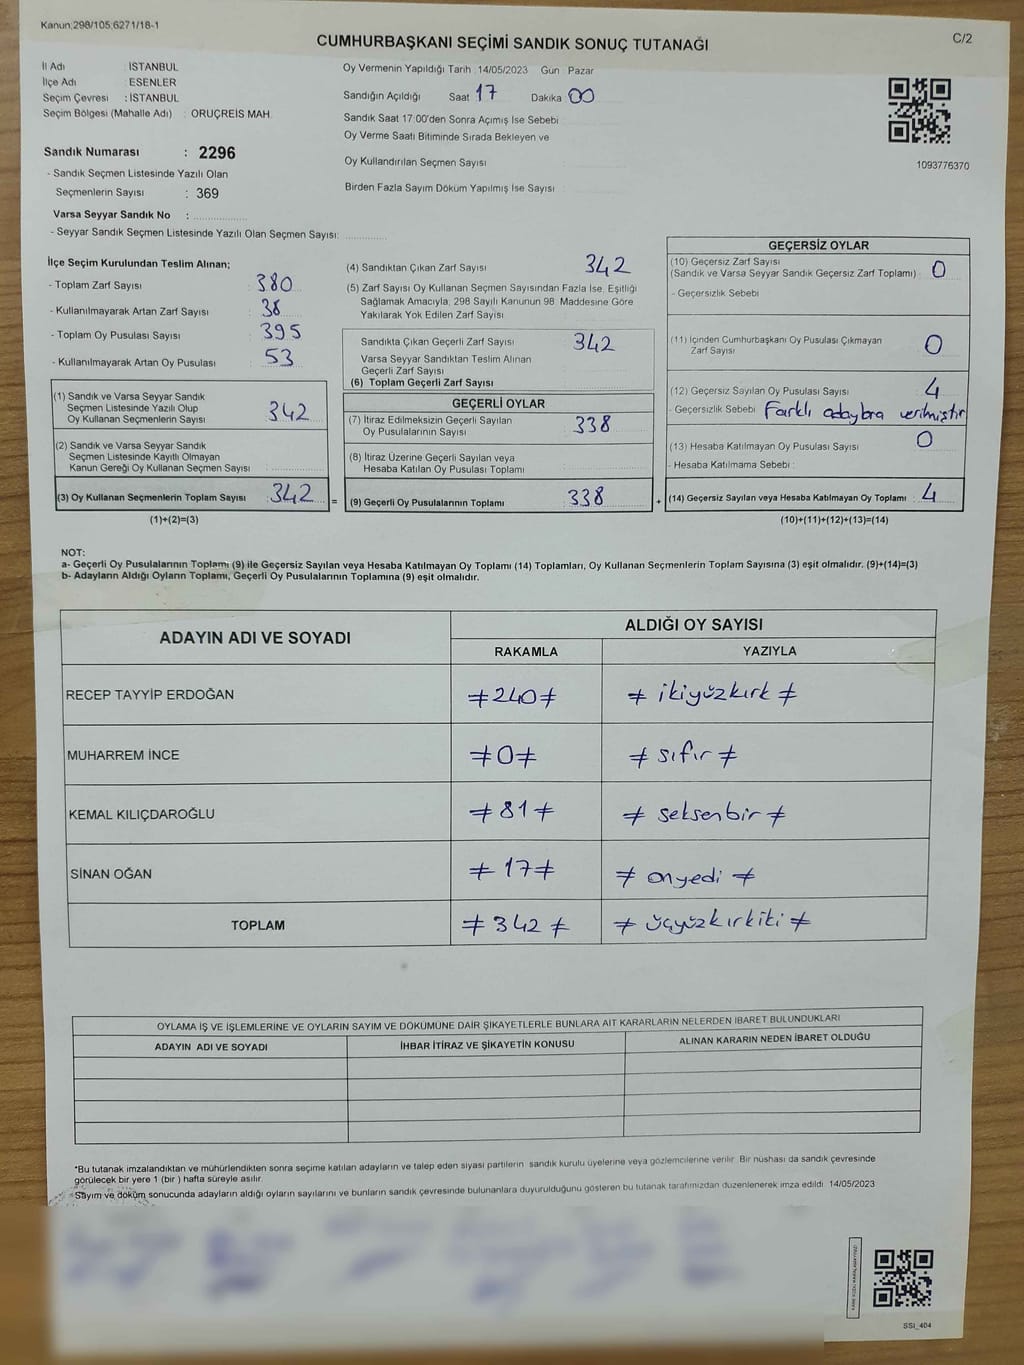 Kanun;298/105;6271/18-1
C/2
CUMHURBAŞKANI SEÇİMİ SANDIK SONUÇ TUTANAĞI
İl Adı : İSTANBUL
İlçe Adı : ESENLER
Seçim Çevresi : İSTANBUL
Seçim Bölgesi (Mahalle Adı) : ORUÇREİS MAH.
Sandık Numarası : 2296
- Sandık Seçmen Listesinde Yazılı Olan
Seçmenlerin Sayısı : 369
Varsa Seyyar Sandık No :
- Seyyar Sandık Seçmen Listesinde Yazılı Olan Seçmen Sayısı:
Oy Vermenin Yapıldığı Tarih : 14/05/2023 Gün : Pazar
Sandığın Açıldığı Saat 17 Dakika 00
Sandık Saat 17:00'den Sonra Açımış İse Sebebi
Oy Verme Saati Bitiminde Sırada Bekleyen ve
Oy Kullandırılan Seçmen Sayısı
Birden Fazla Sayım Döküm Yapılmış İse Sayısı :
1093776370
İlçe Seçim Kurulundan Teslim Alınan;
- Toplam Zarf Sayısı : 380
- Kullanılmayarak Artan Zarf Sayısı : 38
- Toplam Oy Pusulası Sayısı : 395
- Kullanılmayarak Artan Oy Pusulası : 53
(1) Sandık ve Varsa Seyyar Sandık
Seçmen Listesinde Yazılı Olup
Oy Kullanan Seçmenlerin Sayısı : 342
(2) Sandık ve Varsa Seyyar Sandık
Seçmen Listesinde Kayıtlı Olmayan
Kanun Gereği Oy Kullanan Seçmen Sayısı :
(3) Oy Kullanan Seçmenlerin Toplam Sayısı : 342 =
(1)+(2)=(3)
(4) Sandıktan Çıkan Zarf Sayısı 342
(5) Zarf Sayısı Oy Kullanan Seçmen Sayısından Fazla İse, Eşitliği
Sağlamak Amacıyla, 298 Sayılı Kanunun 98. Maddesine Göre
Yakılarak Yok Edilen Zarf Sayısı
Sandıkta Çıkan Geçerli Zarf Sayısı 342
Varsa Seyyar Sandıktan Teslim Alınan
Geçerli Zarf Sayısı
(6) Toplam Geçerli Zarf Sayısı
GEÇERLİ OYLAR
(7) İtiraz Edilmeksizin Geçerli Sayılan
Oy Pusulalarının Sayısı 338
(8) İtiraz Üzerine Geçerli Sayılan veya
Hesaba Katılan Oy Pusulası Toplamı
(9) Geçerli Oy Pusulalarının Toplamı 338 +
GEÇERSİZ OYLAR
(10) Geçersiz Zarf Sayısı
(Sandık ve Varsa Seyyar Sandık Geçersiz Zarf Toplamı) : 0
- Geçersizlik Sebebi :
(11) İçinden Cumhurbaşkanı Oy Pusulası Çıkmayan
Zarf Sayısı 0
(12) Geçersiz Sayılan Oy Pusulası Sayısı 4
- Geçersizlik Sebebi Farklı adaylara verilmiştir
(13) Hesaba Katılmayan Oy Pusulası Sayısı 0
- Hesaba Katılmama Sebebi :
(14) Geçersiz Sayılan veya Hesaba Katılmayan Oy Toplamı : 4
(10)+(11)+(12)+(13)=(14)
NOT:
a- Geçerli Oy Pusulalarının Toplamı (9) ile Geçersiz Sayılan veya Hesaba Katılmayan Oy Toplamı (14) Toplamları, Oy Kullanan Seçmenlerin Toplam Sayısına (3) eşit olmalıdır. (9)+(14)=(3)
b- Adayların Aldığı Oyların Toplamı, Geçerli Oy Pusulalarının Toplamına (9) eşit olmalıdır.
ADAYIN ADI VE SOYADI ALDIĞI OY SAYISI
RAKAMLA YAZIYLA
RECEP TAYYİP ERDOĞAN ≠240≠ ≠ ikiyüzkırk ≠
MUHARREM İNCE ≠0≠ ≠ sıfır ≠
KEMAL KILIÇDAROĞLU ≠81≠ ≠ seksenbir ≠
SİNAN OĞAN ≠17≠ ≠ onyedi ≠
TOPLAM ≠342≠ ≠ üçyüzkırkiki ≠
OYLAMA İŞ VE İŞLEMLERİNE VE OYLARIN SAYIM VE DÖKÜMÜNE DAİR ŞİKAYETLERLE BUNLARA AİT KARARLARIN NELERDEN İBARET BULUNDUKLARI
ADAYIN ADI VE SOYADI İHBAR İTİRAZ VE ŞİKAYETİN KONUSU ALINAN KARARIN NEDEN İBARET OLDUĞU
*Bu tutanak imzalandıktan ve mühürlendikten sonra seçime katılan adayların ve talep eden siyasi partilerin sandık kurulu üyelerine veya gözlemcilerine verilir. Bir nüshası da sandık çevresinde
görülecek bir yere 1 (bir) hafta süreyle asılır.
*Sayım ve döküm sonucunda adayların aldığı oyların sayılarını ve bunların sandık çevresinde bulunanlara duyurulduğunu gösteren bu tutanak tarafımızdan düzenlenerek imza edildi. 14/05/2023
SSI_404